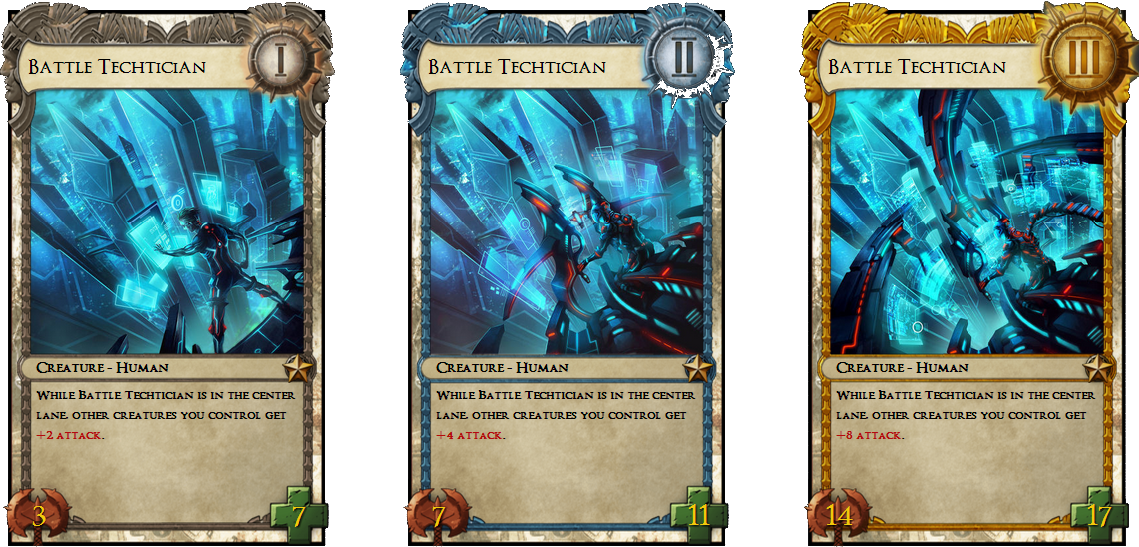 Battle Techtician I
Creature - Human
While Battle Techtician is in the center
lane, other creatures you control get
+2 attack.
3 7
Battle Techtician II
Creature - Human
While Battle Techtician is in the center
lane, other creatures you control get
+4 attack.
7 11
Battle Techtician III
Creature - Human
While Battle Techtician is in the center
lane, other creatures you control get
+8 attack.
14 17